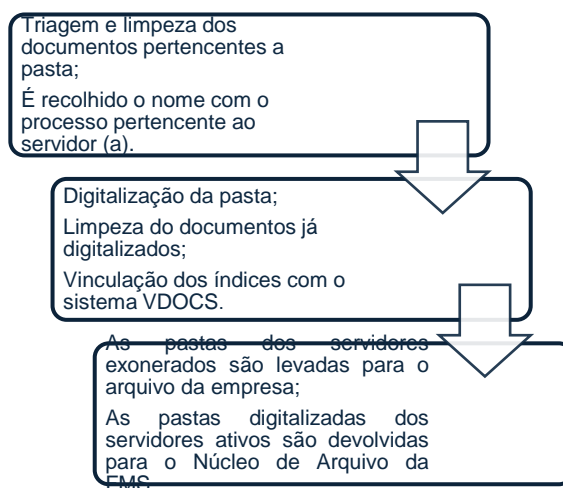 Triagem e limpeza dos
documentos pertencentes a
pasta;
É recolhido o nome com o
processo pertencente ao
servidor (a).
Digitalização da pasta;
Limpeza do documentos já
digitalizados;
Vinculação dos índices com o
sistema VDOCS.
As pastas dos servidores
exonerados são levadas para o
arquivo da empresa;
As pastas digitalizadas dos
servidores ativos são devolvidas
para o Núcleo de Arquivo da
FMS.